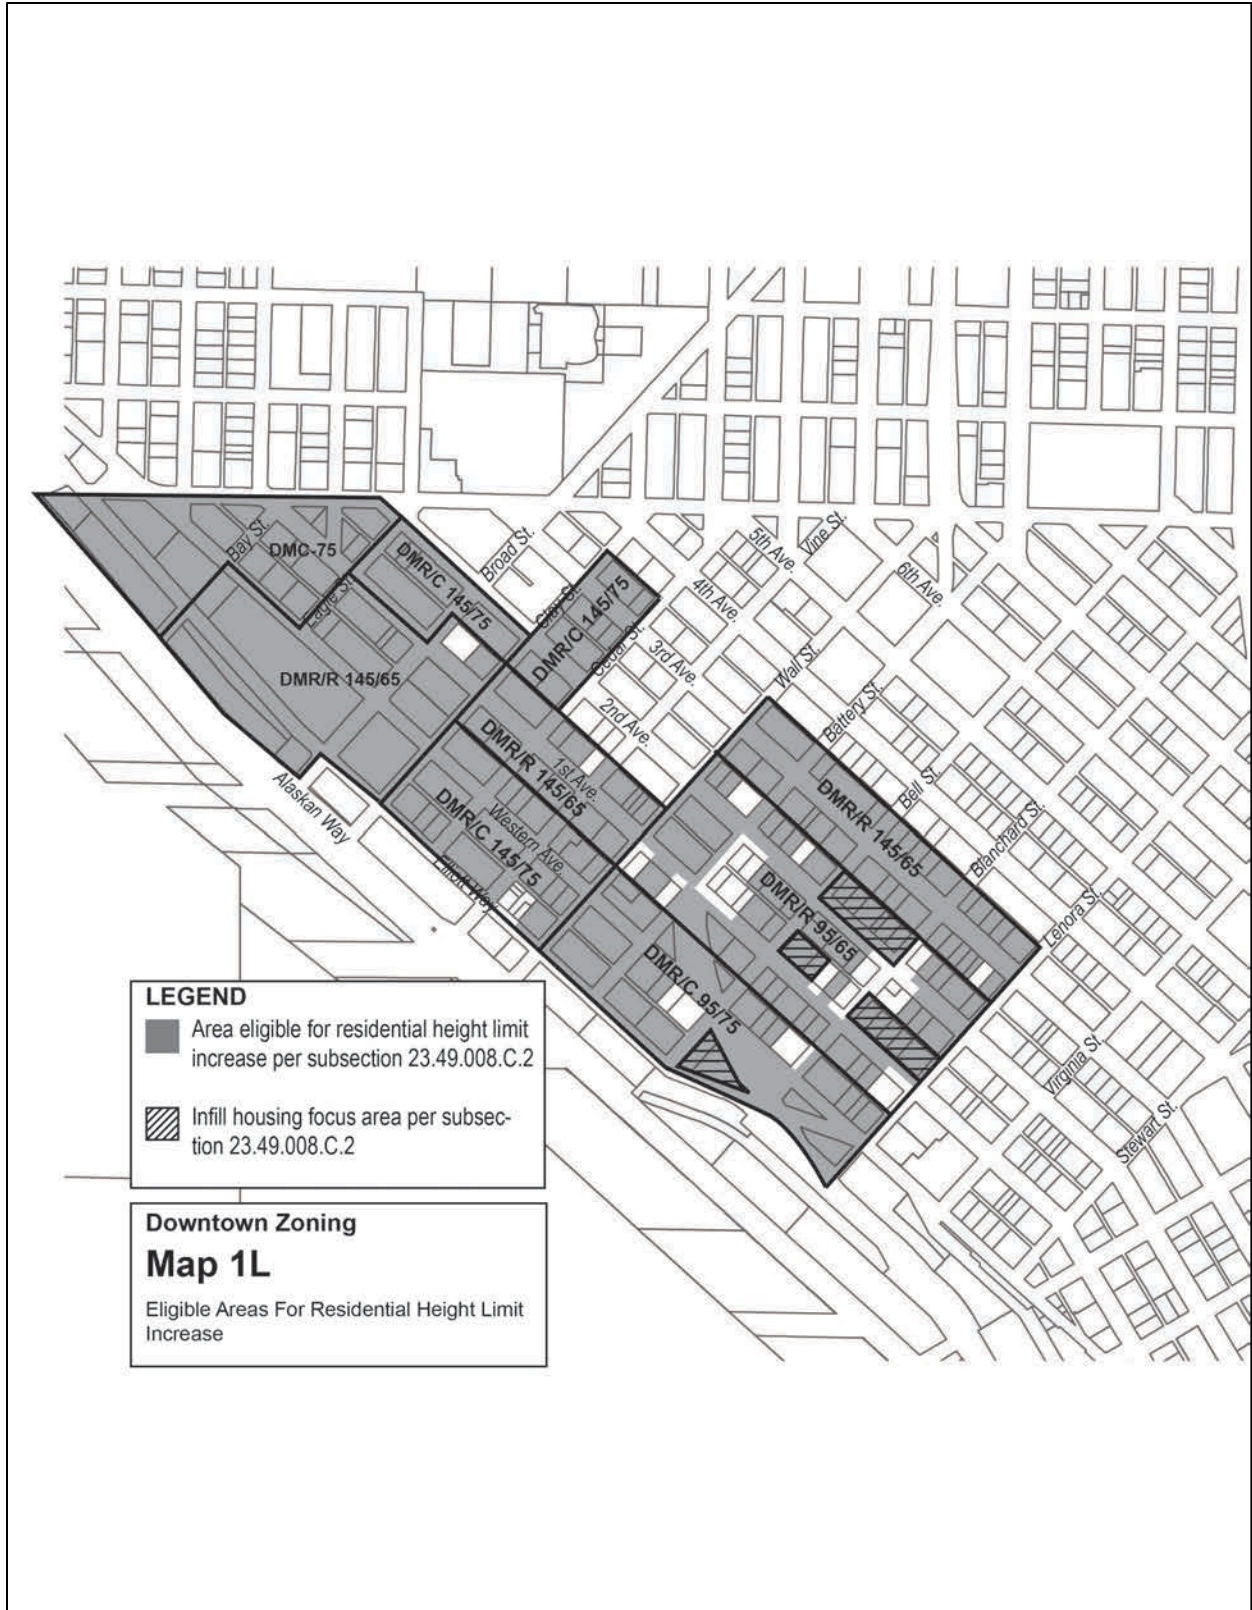 5th Ave.
Vine St.
Broad St.
Bay St.
DMC-75
DMR/C 145/75
6th Ave.
4th Ave.
Eagle St.
Clay St.
DMR/C 145/75
Cedar St.
3rd Ave.
Wall St.
DMR/R 145/65
2nd Ave.
Battery St.
DMR/R 145/65
1st Ave.
Bell St.
DMR/R 145/65
Alaskan Way
DMR/C 145/75
Western Ave.
Blanchard St.
Elliott Way
DMR/R 95/65
Lenora St.
DMR/C 95/75
Virginia St.
Stewart St.
LEGEND
Area eligible for residential height limit
increase per subsection 23.49.008.C.2
Infill housing focus area per subsec-
tion 23.49.008.C.2
Downtown Zoning
Map 1L
Eligible Areas For Residential Height Limit
Increase